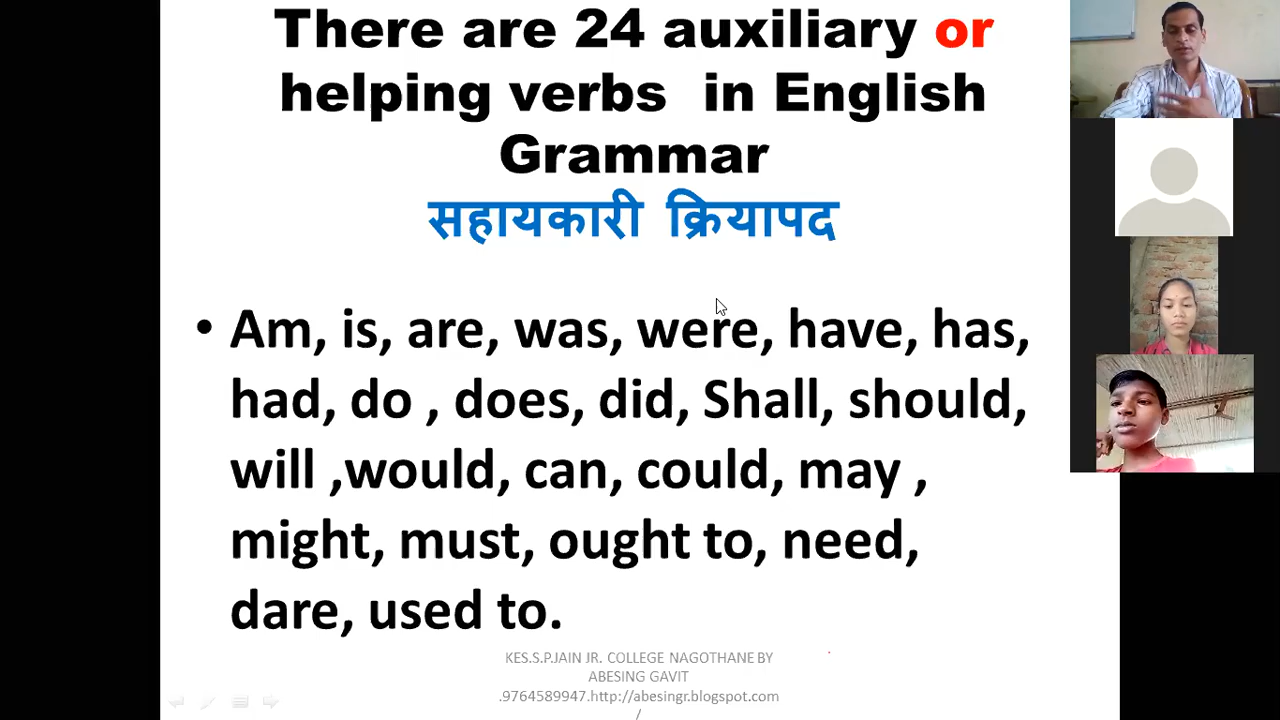 There are 24 auxiliary or
helping verbs in English
Grammar
सहायकारी क्रियापद
• Am, is, are, was, were, have, has,
had, do , does, did, Shall, should,
will ,would, can, could, may ,
might, must, ought to, need,
dare, used to.
KES.S.P.JAIN JR. COLLEGE NAGOTHANE BY
ABESING GAVIT
.9764589947.http://abesingr.blogspot.com
/